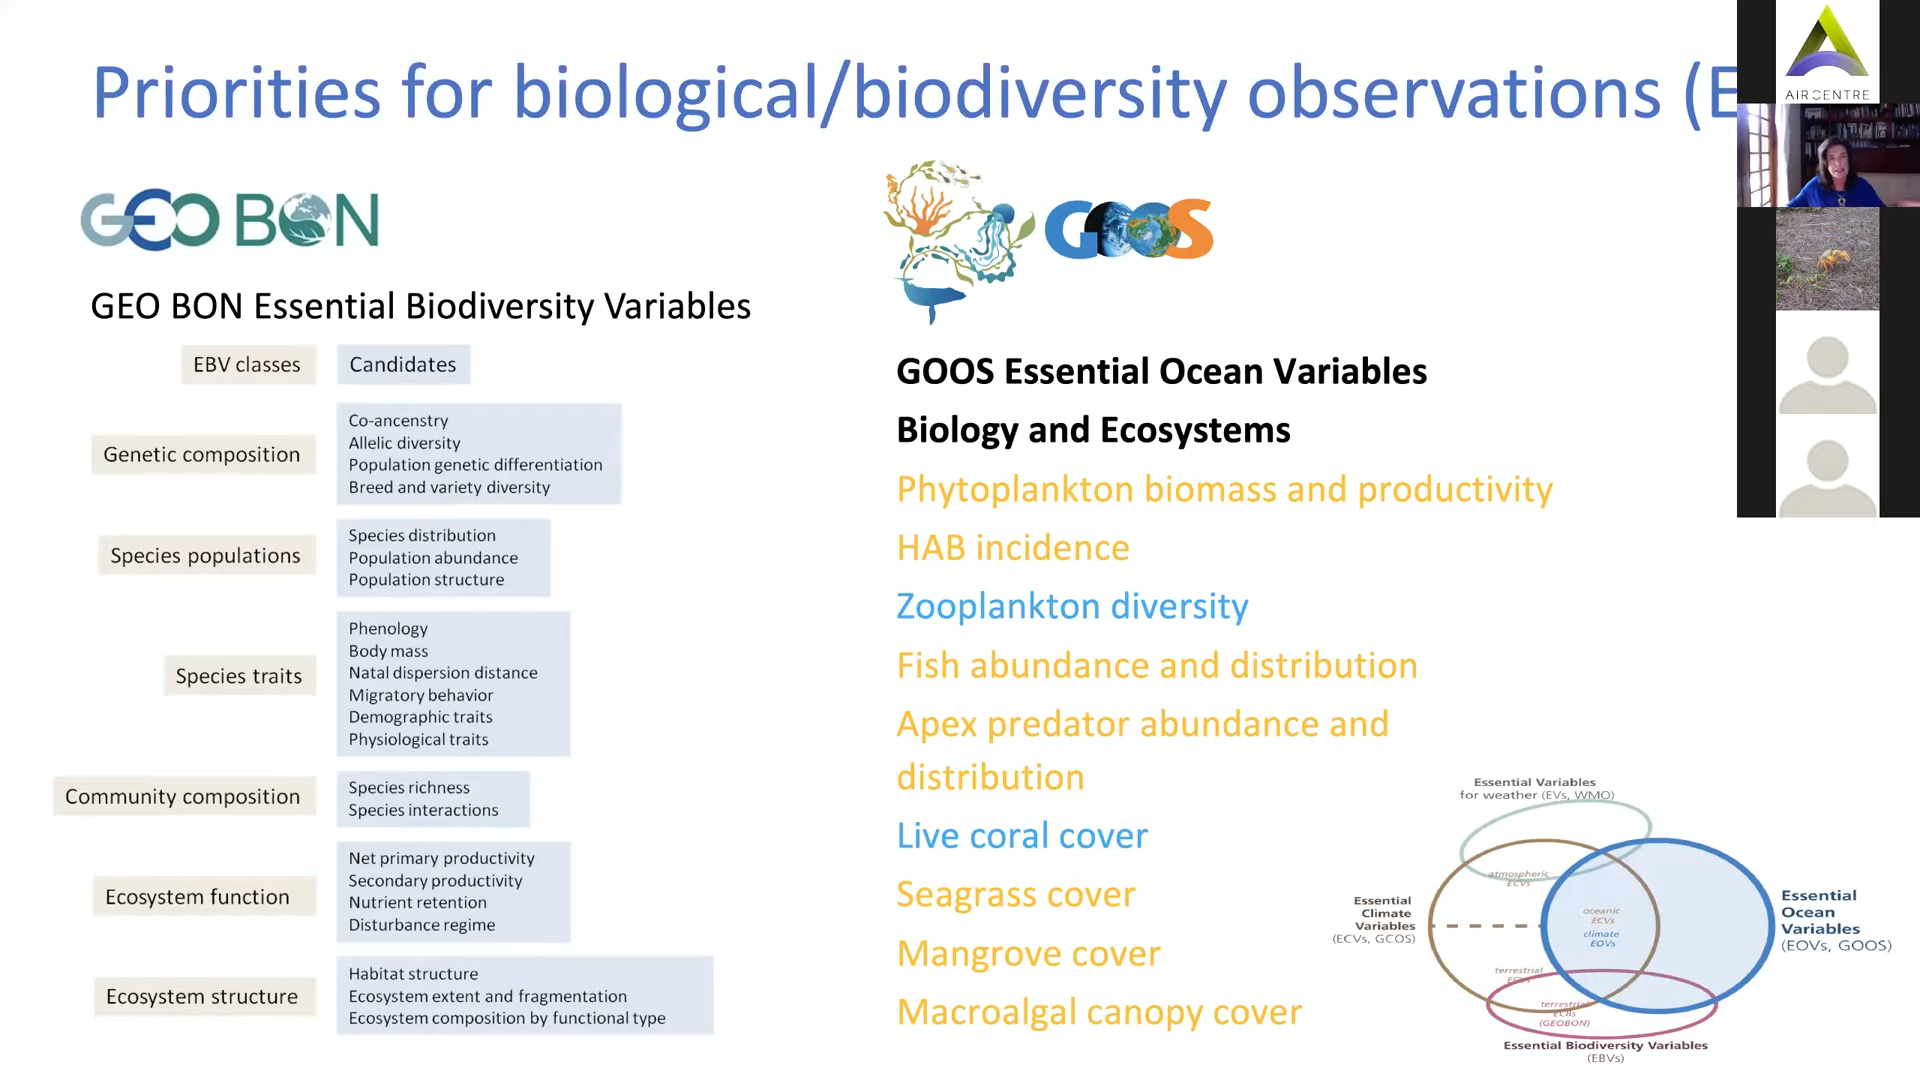 Priorities for biological/biodiversity observations (E
AIRCENTRE
GEO BON
GOOS
GEO BON Essential Biodiversity Variables
EBV classes
Candidates
Genetic composition
Co-ancenstry
Allelic diversity
Population genetic differentiation
Breed and variety diversity
Species populations
Species distribution
Population abundance
Population structure
Species traits
Phenology
Body mass
Natal dispersion distance
Migratory behavior
Demographic traits
Physiological traits
Community composition
Species richness
Species interactions
Ecosystem function
Net primary productivity
Secondary productivity
Nutrient retention
Disturbance regime
Ecosystem structure
Habitat structure
Ecosystem extent and fragmentation
Ecosystem composition by functional type
GOOS Essential Ocean Variables
Biology and Ecosystems
Phytoplankton biomass and productivity
HAB incidence
Zooplankton diversity
Fish abundance and distribution
Apex predator abundance and
distribution
Live coral cover
Seagrass cover
Mangrove cover
Macroalgal canopy cover
Essential Variables
for weather (EVs, WMO)
atmospheric
ECVs
Essential
Climate
Variables
(ECVs, GCOS)
oceanic
ECVs
climate
EOVs
Essential
Ocean
Variables
(EOVs, GOOS)
terrestrial
ECVs
terrestrial
ECBs
(GEOBON)
Essential Biodiversity Variables
(EBVs)